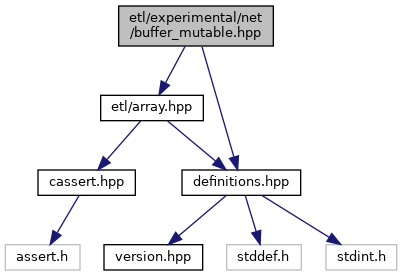 etl/experimental/net
/buffer_mutable.hpp
etl/array.hpp
cassert.hpp
definitions.hpp
assert.h
version.hpp
stddef.h
stdint.h